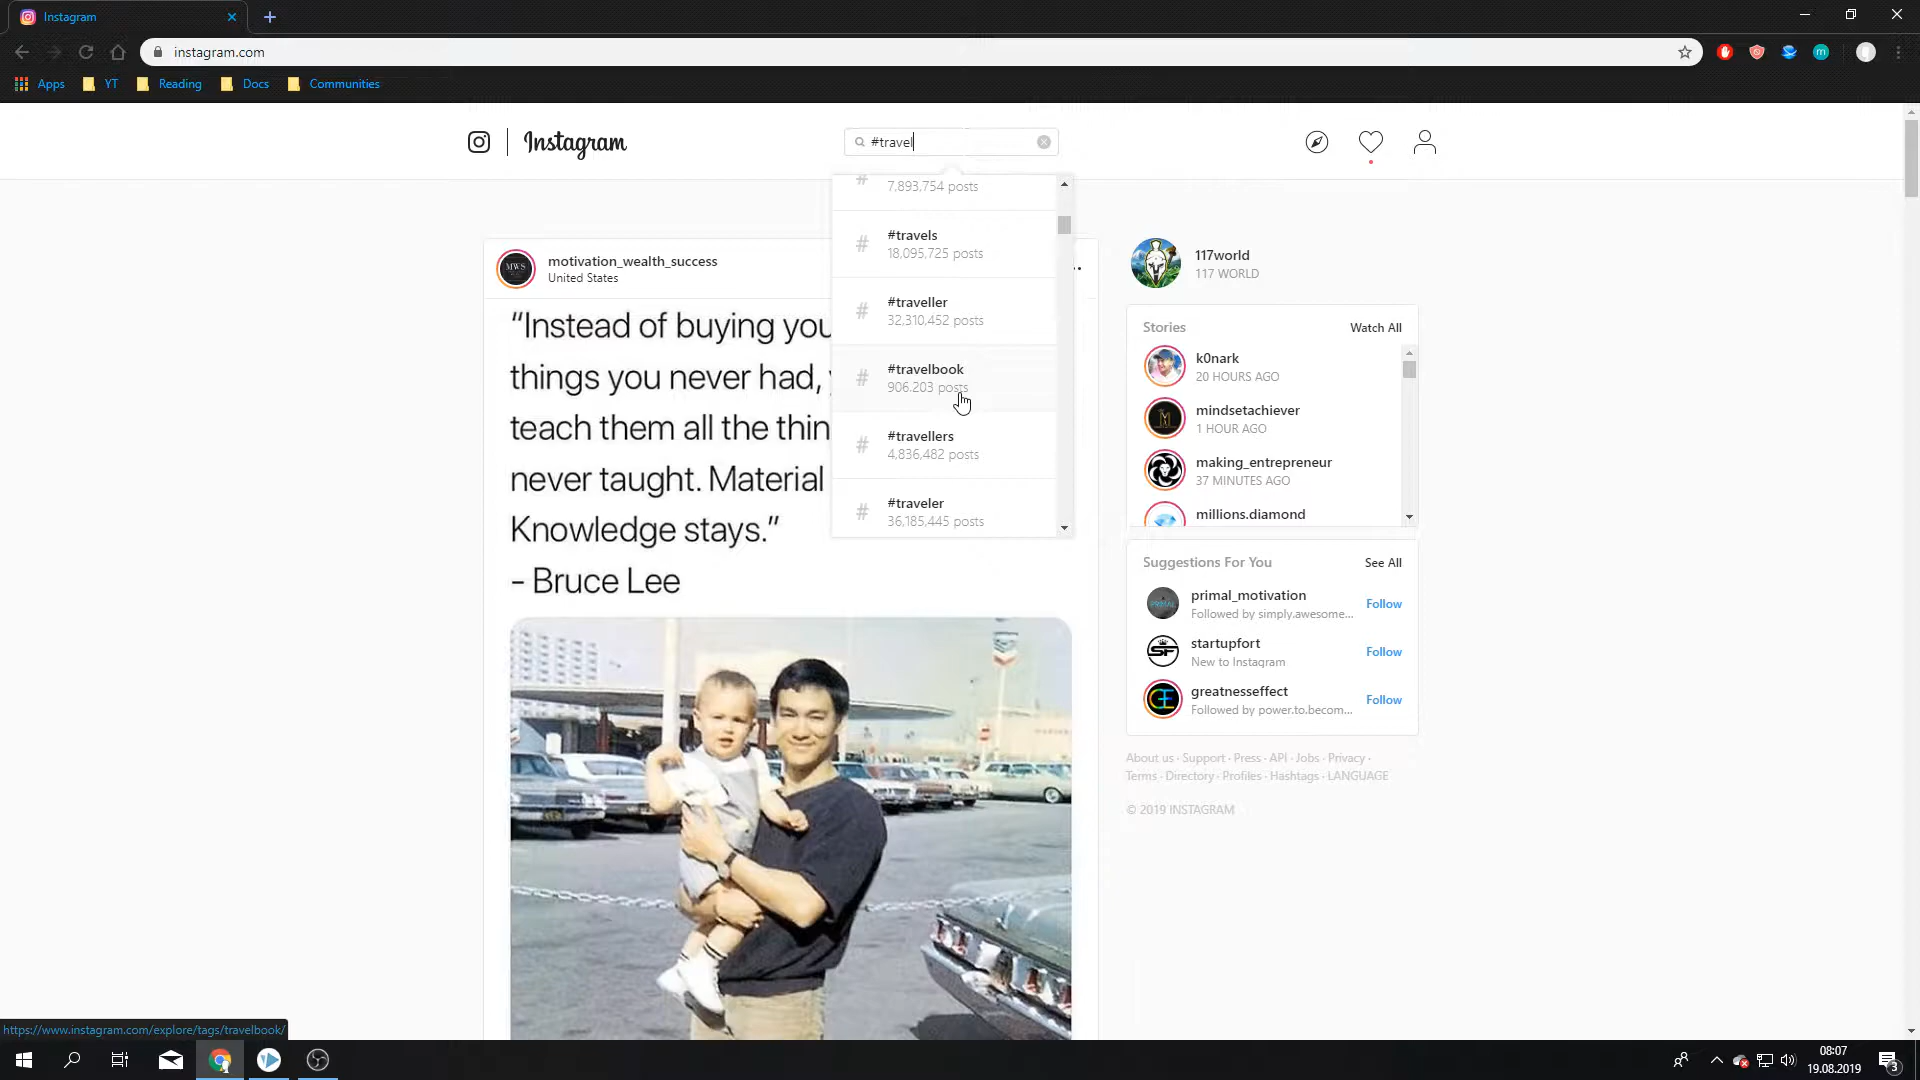 Instagram
instagram.com
Apps
YT
Reading
Docs
Communities
Instagram
#travel
#
7,893,754 posts
#
#travels
18,095,725 posts
#
#traveller
32,310,452 posts
#
#travelbook
906.203 posts
#
#travellers
4,836,482 posts
#
#traveler
36,185,445 posts
MWS
motivation_wealth_success
United States
“Instead of buying you
things you never had, y
teach them all the thin
never taught. Material
Knowledge stays.”
- Bruce Lee
117world
117 WORLD
Stories
Watch All
k0nark
20 HOURS AGO
M
mindsetachiever
1 HOUR AGO
making_entrepreneur
37 MINUTES AGO
millions.diamond
Suggestions For You
See All
PRIMAL
primal_motivation
Followed by simply.awesome...
Follow
SF
startupfort
New to Instagram
Follow
GE
greatnesseffect
Followed by power.to.becom...
Follow
About us · Support · Press · API · Jobs · Privacy ·
Terms · Directory · Profiles · Hashtags · LANGUAGE
© 2019 INSTAGRAM
https://www.instagram.com/explore/tags/travelbook/
08:07
19.08.2019
3